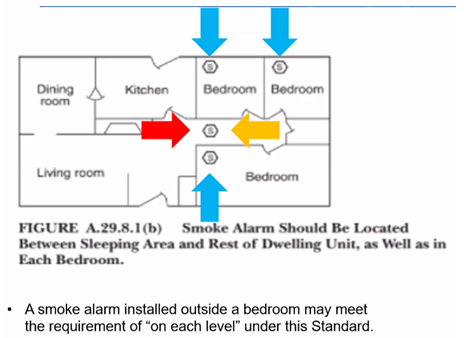 Dining
room
Kitchen
S
Bedroom
S
Bedroom
S
S
Living room
Bedroom
FIGURE A.29.8.1(b) Smoke Alarm Should Be Located
Between Sleeping Area and Rest of Dwelling Unit, as Well as in
Each Bedroom.
• A smoke alarm installed outside a bedroom may meet
the requirement of “on each level” under this Standard.